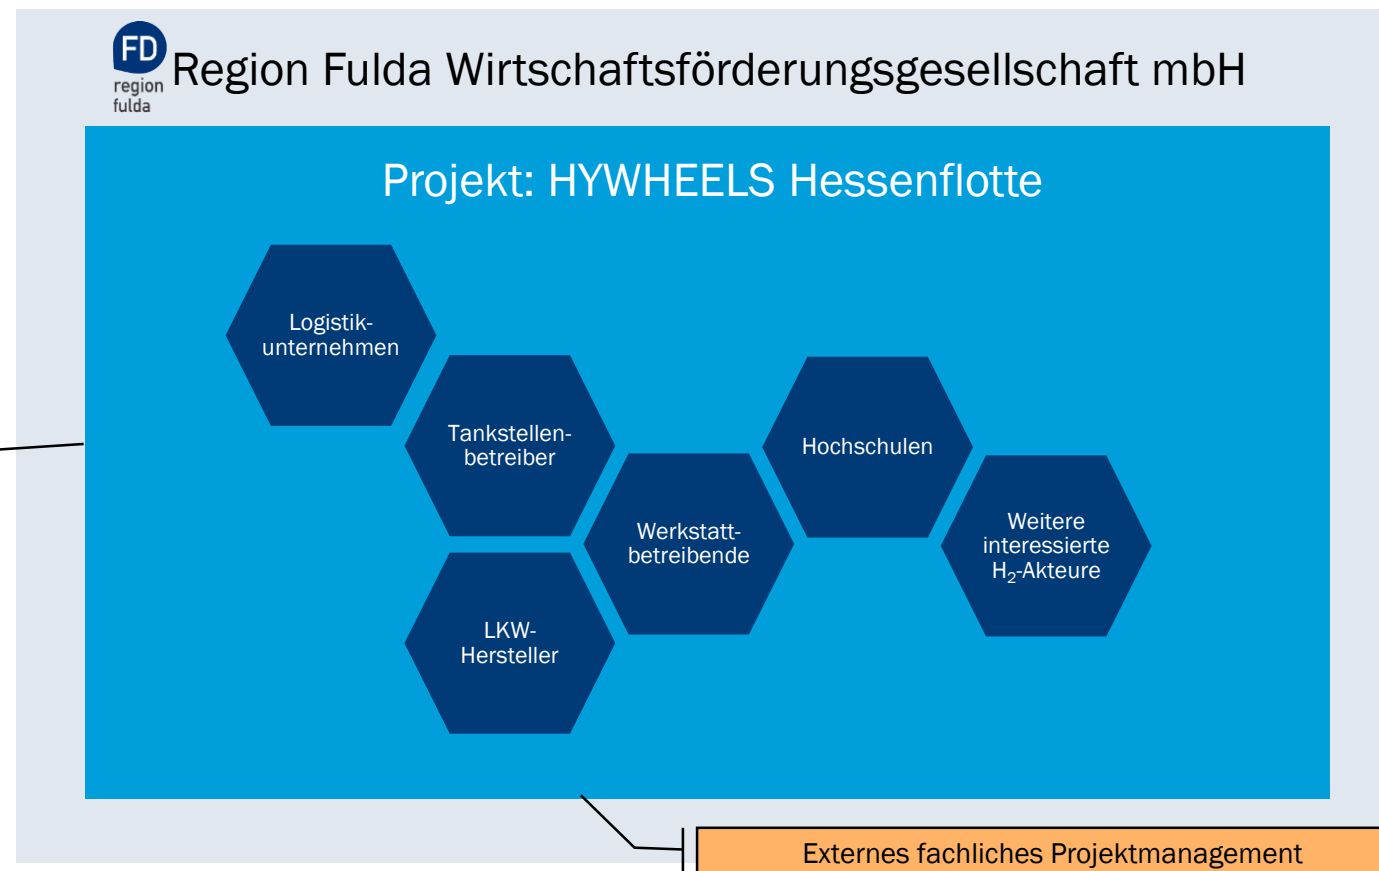 FD
region
fulda
Region Fulda Wirtschaftsförderungsgesellschaft mbH
Projekt: HYWHEELS Hessenflotte
Logistik-
unternehmen
Tankstellen-
betreiber
Hochschulen
Werkstatt-
betreibende
Weitere
interessierte
H₂-Akteure
LKW-
Hersteller
Externes fachliches Projektmanagement